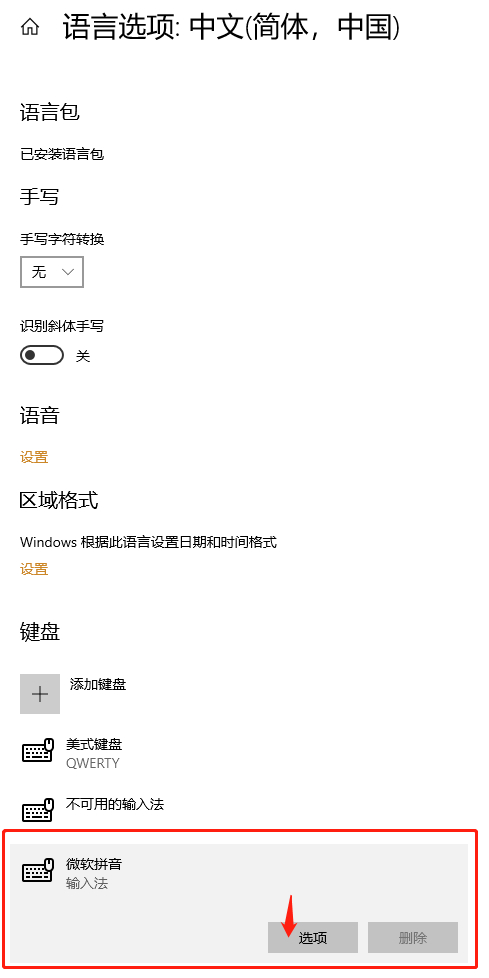 语言选项: 中文(简体，中国)
语言包
已安装语言包
手写
手写字符转换
无
识别斜体手写
关
语音
设置
区域格式
Windows 根据此语言设置日期和时间格式
设置
键盘
添加键盘
美式键盘
QWERTY
不可用的输入法
微软拼音
输入法
选项
删除